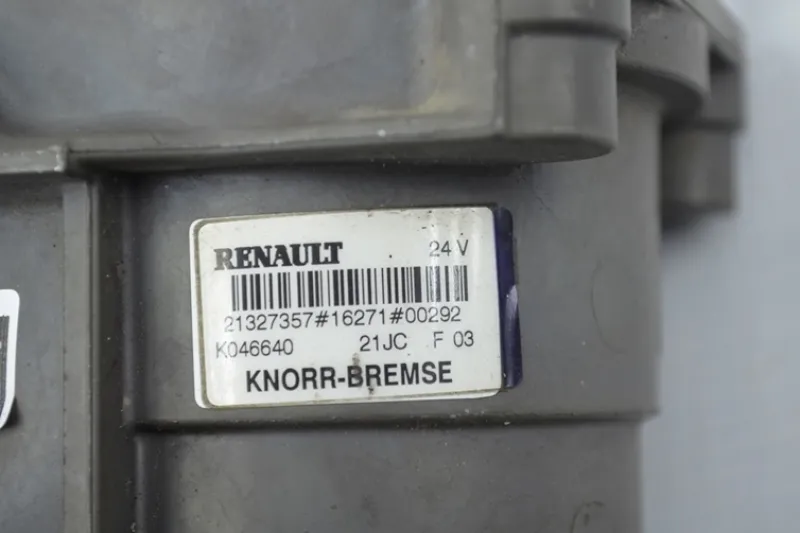 RENAULT 24 V
21327357#16271#00292
K046640 21JC F 03
KNORR-BREMSE